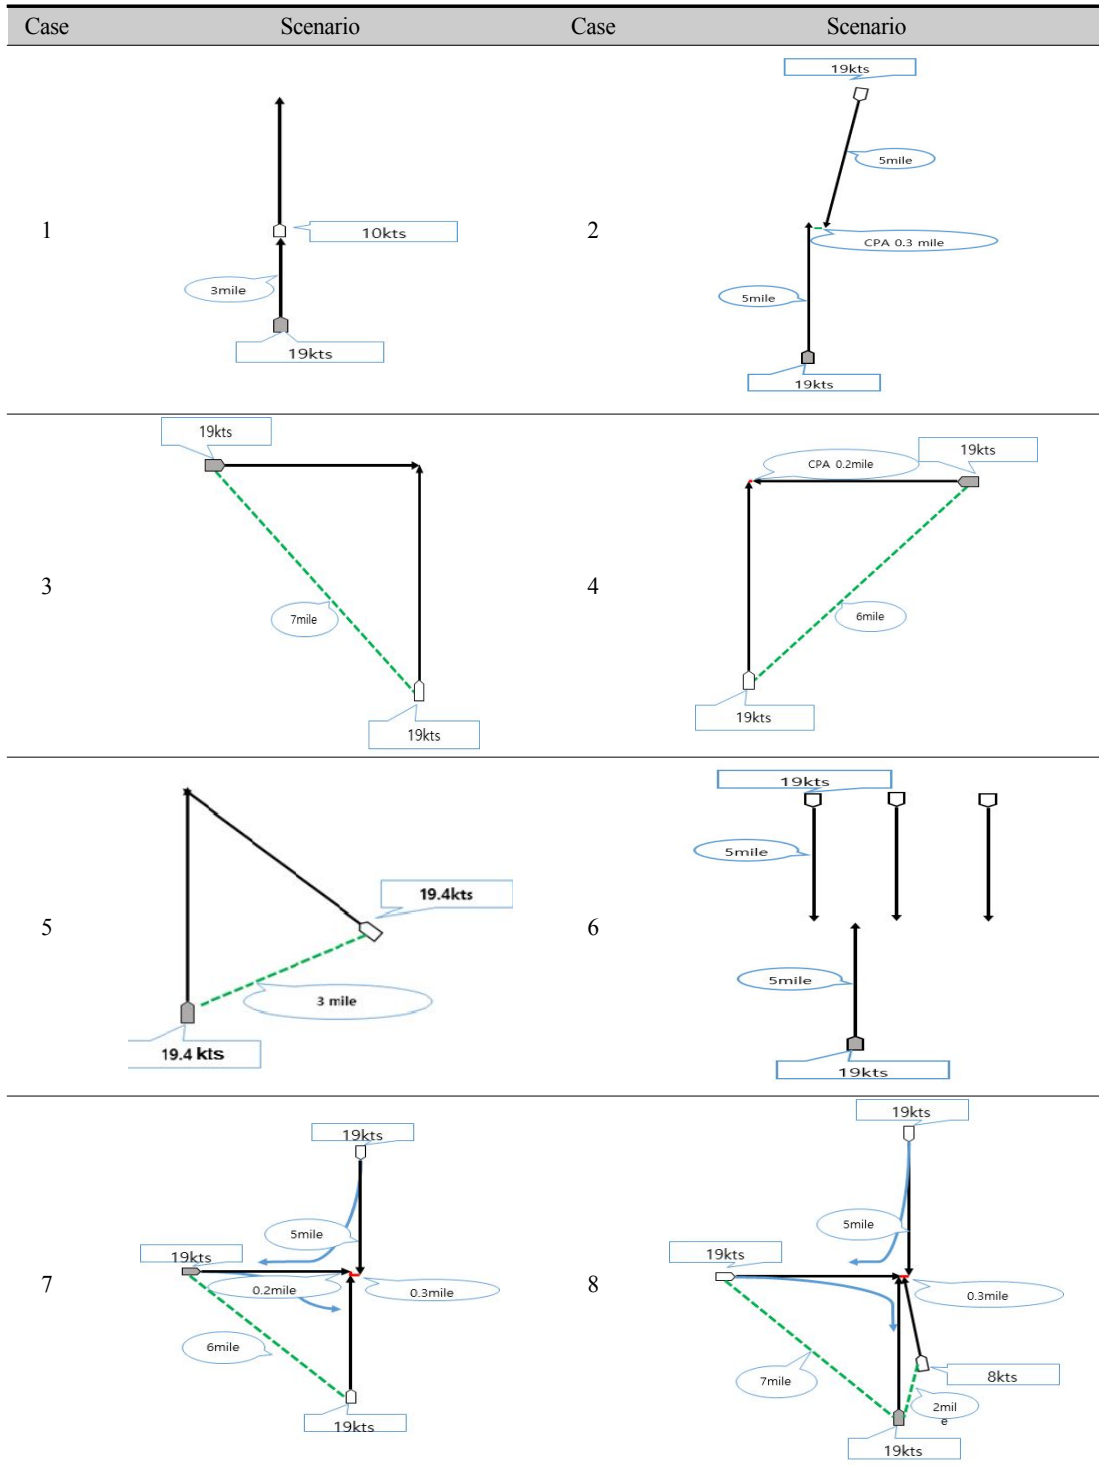 Case Scenario Case Scenario
1
10kts
3mile
19kts
2
19kts
5mile
CPA 0.3 mile
5mile
19kts
3
19kts
7mile
19kts
4
CPA 0.2mile
19kts
6mile
19kts
5
19.4kts
3 mile
19.4 kts
6
19kts
5mile
5mile
19kts
7
19kts
5mile
19kts
0.2mile
0.3mile
6mile
19kts
8
19kts
5mile
19kts
0.3mile
7mile
8kts
2mil
e
19kts